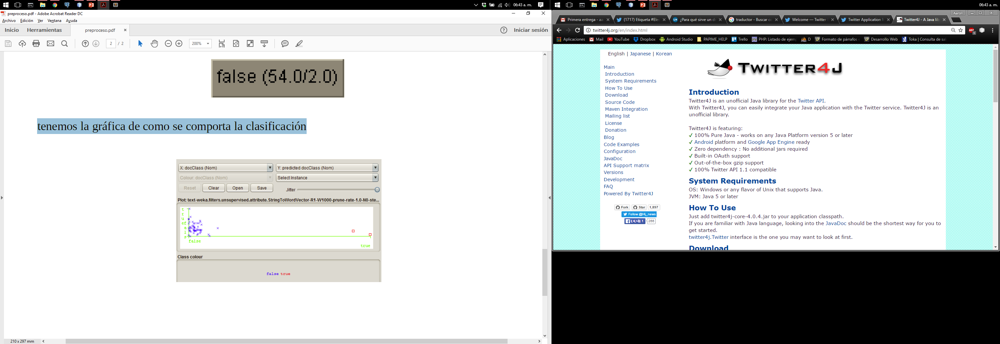 06:43 a. m.
06:43 a. m.
preproceso.pdf - Adobe Acrobat Reader DC
Archivo Edición Ver Ventana Ayuda
Inicio Herramientas preproceso.pdf × Iniciar sesión
2 / 2 200%
false (54.0/2.0)
tenemos la gráfica de como se comporta la clasificación
X: docClass (Nom) Y: predicted docClass (Nom)
Colour: docClass (Nom) Select Instance
Reset Clear Open Save Jitter
Plot: text-weka.filters.unsupervised.attribute.StringToWordVector-R1-W1000-prune-rate-1.0-N0-ste...
false
true
Class colour
false true
210 x 297 mm
Aarón
Primera entrega - aa (1717) Etiqueta #Elec ¿Para qué sirve un d traductor - Buscar co Welcome — Twitter Twitter Application M Twitter4J - A Java lib
twitter4j.org/en/index.html
Aplicaciones Mail YouTube Dropbox Android Studio PAPIME_HELP Trello PHP: Listado de ejem D Formato de párrafos e Desarrollo Web Toka | Consulta de sal
English | Japanese | Korean
Main
Introduction
System Requirements
How To Use
Download
Source Code
Maven Integration
Mailing list
License
Donation
Blog
Code Examples
Configuration
JavaDoc
API Support matrix
Versions
Development
FAQ
Powered By Twitter4J
Fork Star 1,897
Follow @t4j_news
いいね！ 266
TWITTER4J
Introduction
Twitter4J is an unofficial Java library for the Twitter API.
With Twitter4J, you can easily integrate your Java application with the Twitter service. Twitter4J is an
unofficial library.
Twitter4J is featuring:
✓ 100% Pure Java - works on any Java Platform version 5 or later
✓ Android platform and Google App Engine ready
✓ Zero dependency : No additional jars required
✓ Built-in OAuth support
✓ Out-of-the-box gzip support
✓ 100% Twitter API 1.1 compatible
System Requirements
OS: Windows or any flavor of Unix that supports Java.
JVM: Java 5 or later
How To Use
Just add twitter4j-core-4.0.4.jar to your application classpath.
If you are familiar with Java language, looking into the JavaDoc should be the shortest way for you to
get started.
twitter4j.Twitter interface is the one you may want to look at first.
Download